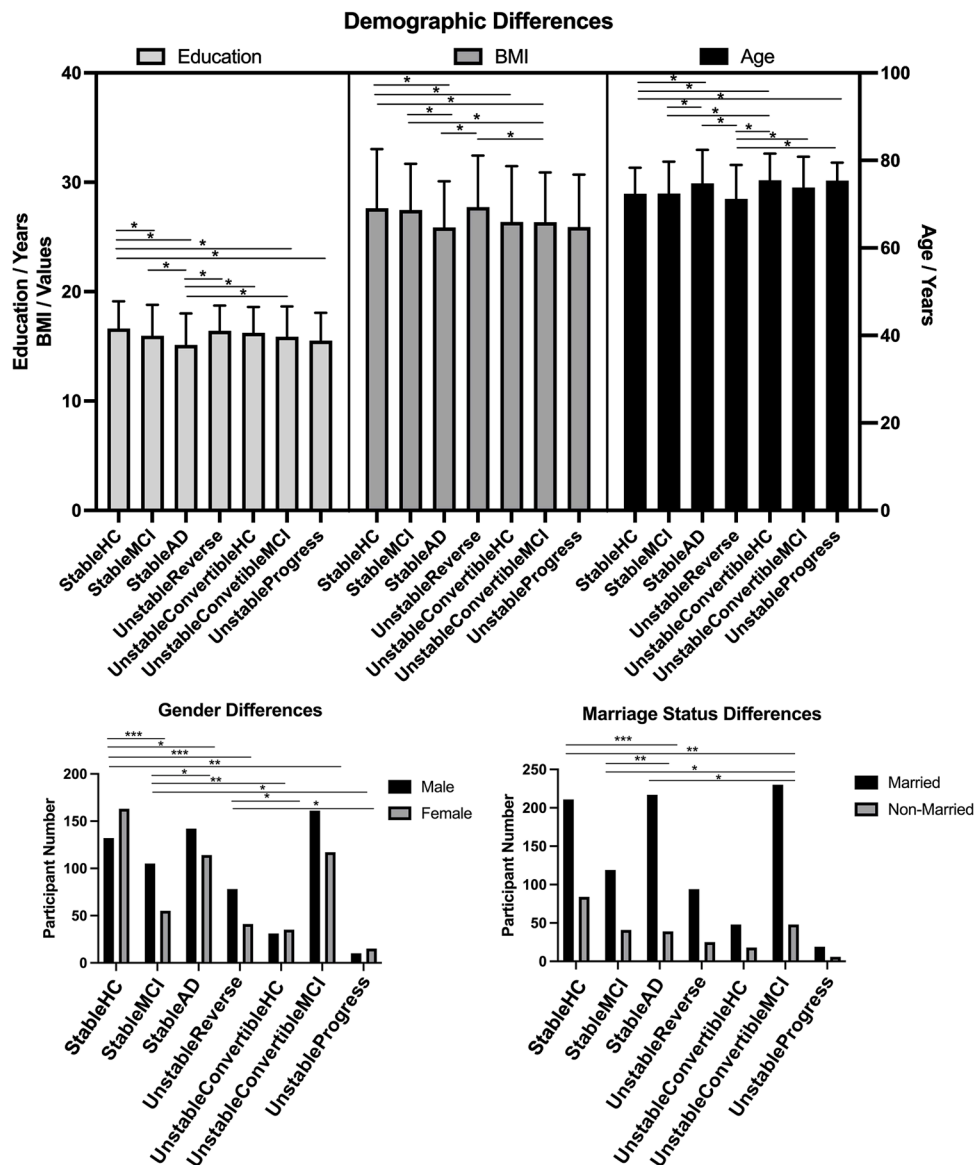 Demographic Differences
Education
BMI
Age
Education / Years
BMI / Values
40
30
20
10
0
* * * * * * * *
* * * * * * * *
* * * * * * * * *
100
80
60
40
20
0
Age / Years
StableHC
StableMCI
StableAD
UnstableReverse
UnstableConvertibleHC
UnstableConvetibleMCI
UnstableProgress
StableHC
StableMCI
StableAD
UnstableReverse
UnstableConvertibleHC
UnstableConvertibleMCI
UnstableProgress
StableHC
StableMCI
StableAD
UnstableReverse
UnstableConvertibleHC
UnstableConvertibleMCI
UnstableProgress
Gender Differences
***
*
***
**
*
**
*
*
*
Male
Female
Participant Number
200
150
100
50
0
StableHC
StableMCI
StableAD
UnstableReverse
UnstableConvertibleHC
UnstableConvertibleMCI
UnstableProgress
Marriage Status Differences
***
**
**
*
*
Married
Non-Married
Participant Number
250
200
150
100
50
0
StableHC
StableMCI
StableAD
UnstableReverse
UnstableConvertibleHC
UnstableConvertibleMCI
UnstableProgress